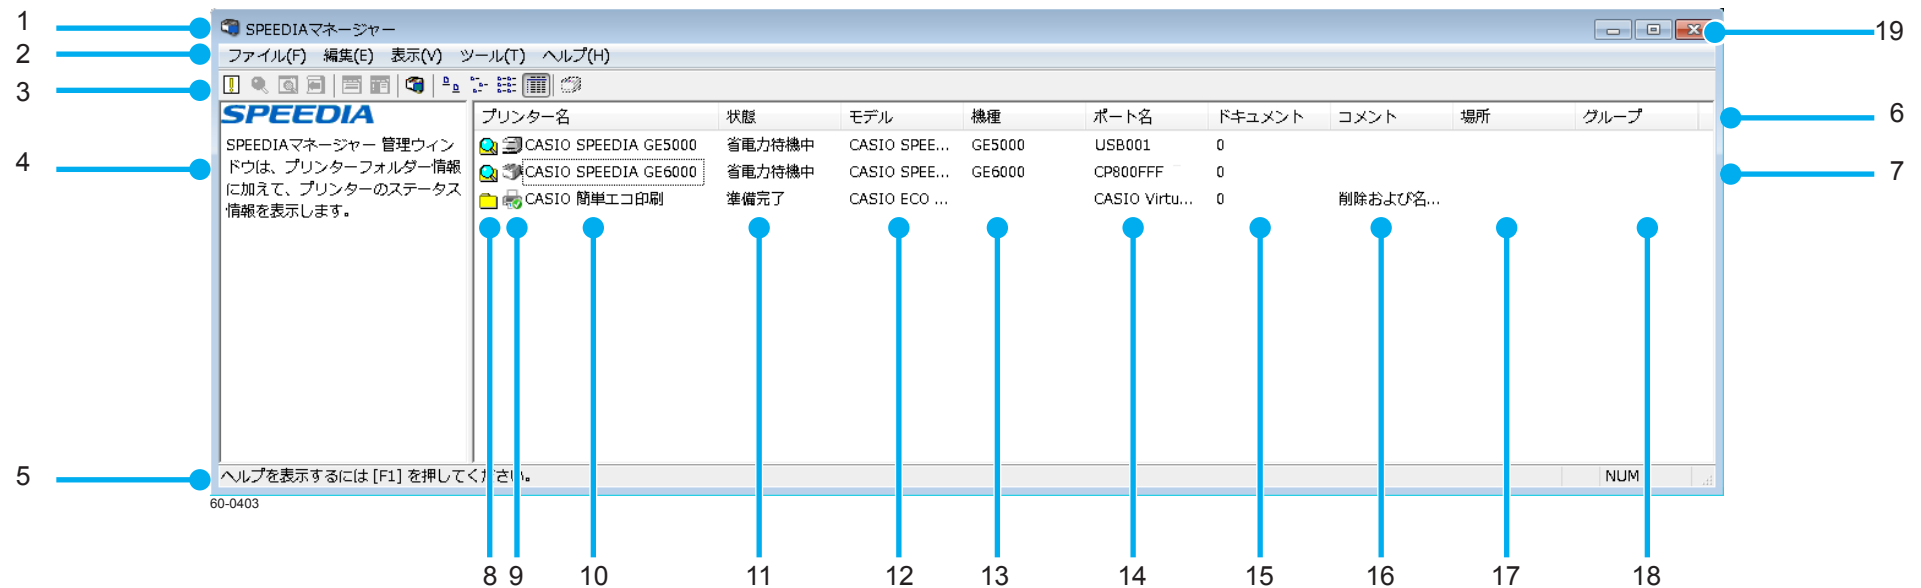 1
SPEEDIAマネージャー
19
2
ファイル(F) 編集(E) 表示(V) ツール(T) ヘルプ(H)
3
SPEEDIA
SPEEDIAマネージャー 管理ウィン
ドウは、プリンターフォルダー情報
に加えて、プリンターのステータス
情報を表示します。
4
プリンター名 状態 モデル 機種 ポート名 ドキュメント コメント 場所 グループ
6
CASIO SPEEDIA GE5000 省電力待機中 CASIO SPEE... GE5000 USB001 0
CASIO SPEEDIA GE6000 省電力待機中 CASIO SPEE... GE6000 CP800FFF 0
7
CASIO 簡単エコ印刷 準備完了 CASIO ECO ... CASIO Virtu... 0 削除および名...
5
ヘルプを表示するには [F1] を押してください。 NUM
60-0403
8 9 10 11 12 13 14 15 16 17 18